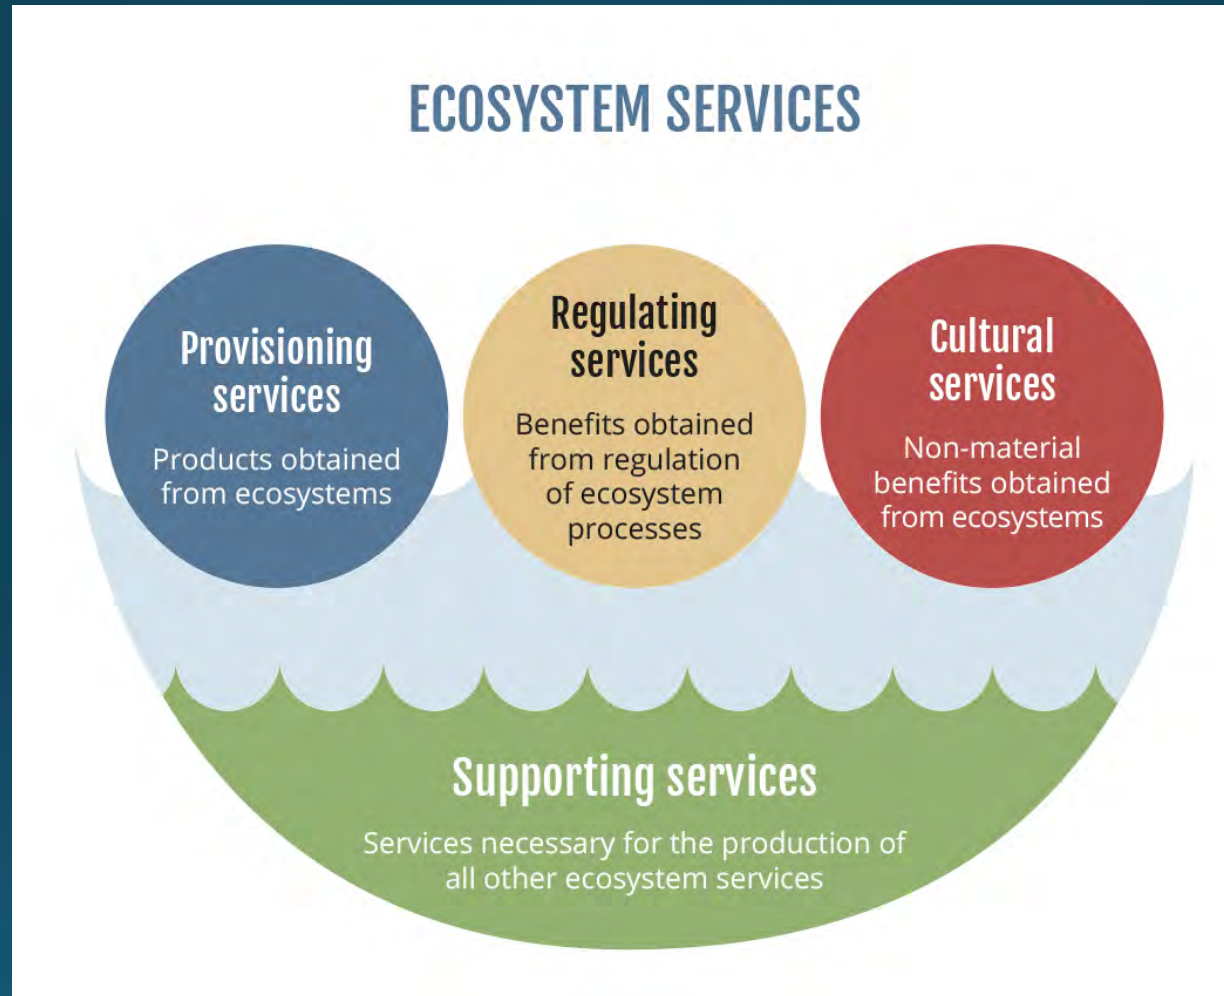 ECOSYSTEM SERVICES
Provisioning
services
Products obtained
from ecosystems
Regulating
services
Benefits obtained
from regulation
of ecosystem
processes
Cultural
services
Non-material
benefits obtained
from ecosystems
Supporting services
Services necessary for the production of
all other ecosystem services